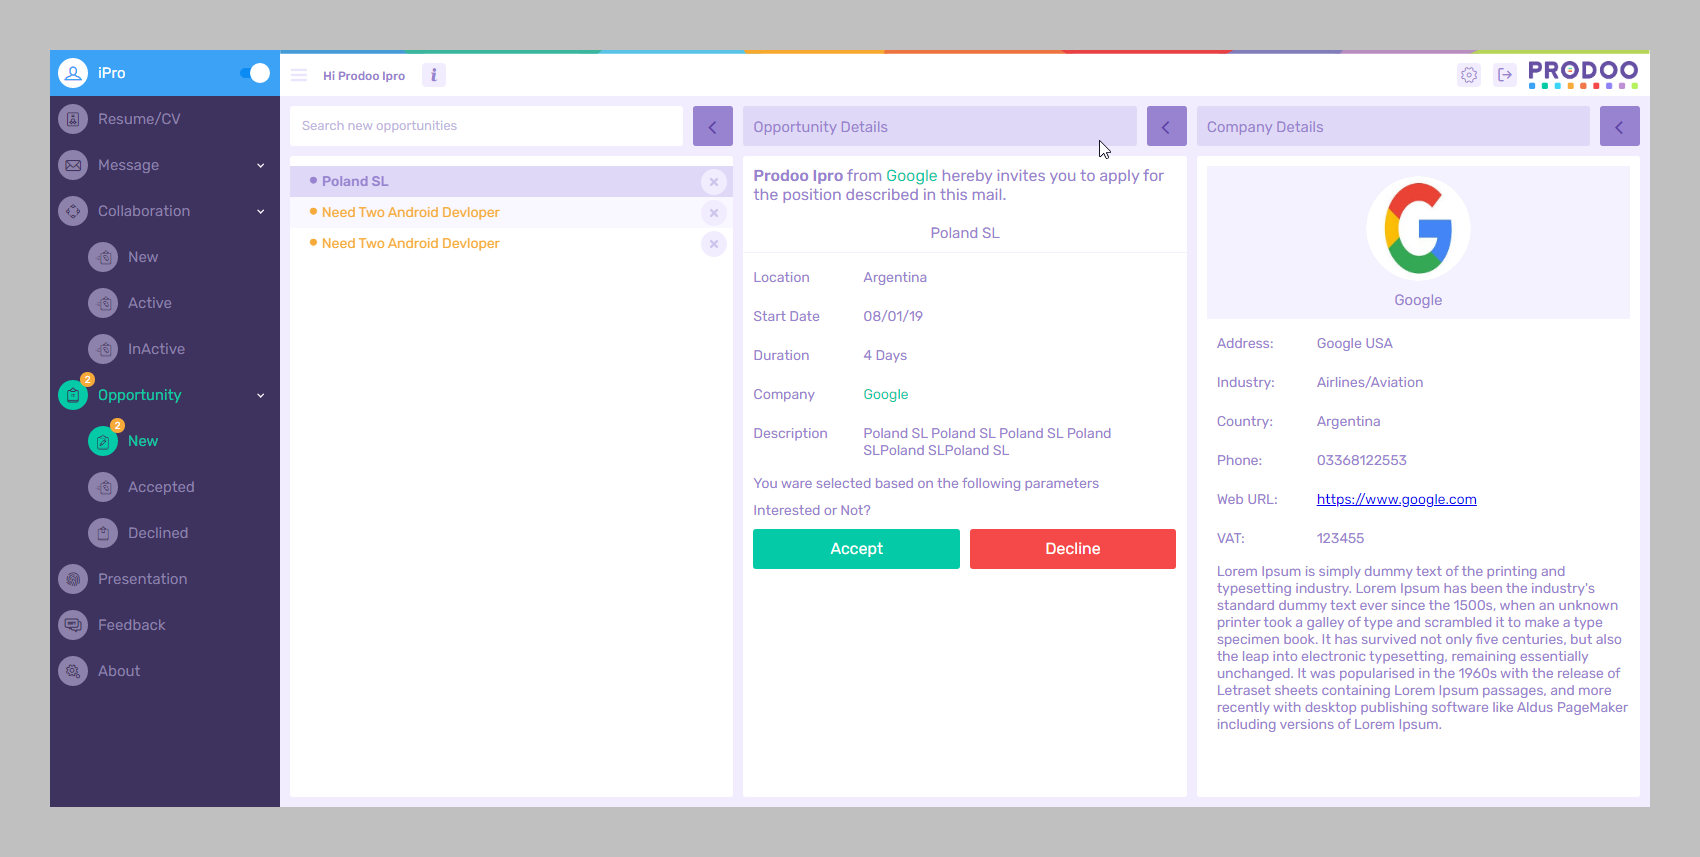 iPro
Hi Prodoo Ipro
i
PRODOO
Resume/CV
Message
Collaboration
New
Active
InActive
2
Opportunity
2
New
Accepted
Declined
Presentation
Feedback
About
Search new opportunities
Poland SL
Need Two Android Devloper
Need Two Android Devloper
Opportunity Details
Prodoo Ipro from Google hereby invites you to apply for
the position described in this mail.
Poland SL
Location Argentina
Start Date 08/01/19
Duration 4 Days
Company Google
Description Poland SL Poland SL Poland SL Poland
SLPoland SLPoland SL
You ware selected based on the following parameters
Interested or Not?
Accept Decline
Company Details
Google
Address: Google USA
Industry: Airlines/Aviation
Country: Argentina
Phone: 03368122553
Web URL: https://www.google.com
VAT: 123455
Lorem Ipsum is simply dummy text of the printing and
typesetting industry. Lorem Ipsum has been the industry's
standard dummy text ever since the 1500s, when an unknown
printer took a galley of type and scrambled it to make a type
specimen book. It has survived not only five centuries, but also
the leap into electronic typesetting, remaining essentially
unchanged. It was popularised in the 1960s with the release of
Letraset sheets containing Lorem Ipsum passages, and more
recently with desktop publishing software like Aldus PageMaker
including versions of Lorem Ipsum.